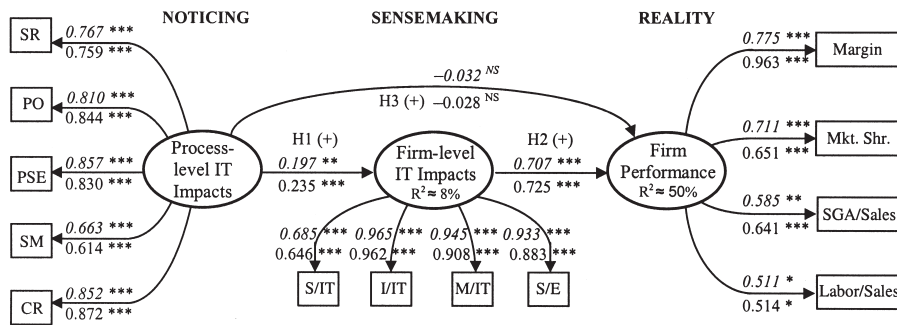 NOTICING SENSEMAKING REALITY
SR
0.767 ***
0.759 ***
PO
0.810 ***
0.844 ***
PSE
0.857 ***
0.830 ***
SM
0.663 ***
0.614 ***
CR
0.852 ***
0.872 ***
Process-
level IT
Impacts
−0.032 NS
H3 (+) −0.028 NS
H1 (+)
0.197 **
0.235 ***
Firm-level
IT Impacts
R² ≈ 8%
H2 (+)
0.707 ***
0.725 ***
Firm
Performance
R² ≈ 50%
0.685 *** 0.965 *** 0.945 *** 0.933 ***
0.646 *** 0.962 *** 0.908 *** 0.883 ***
S/IT I/IT M/IT S/E
0.775 ***
0.963 ***
Margin
0.711 ***
0.651 ***
Mkt. Shr.
0.585 **
0.641 ***
SGA/Sales
0.511 *
0.514 *
Labor/Sales